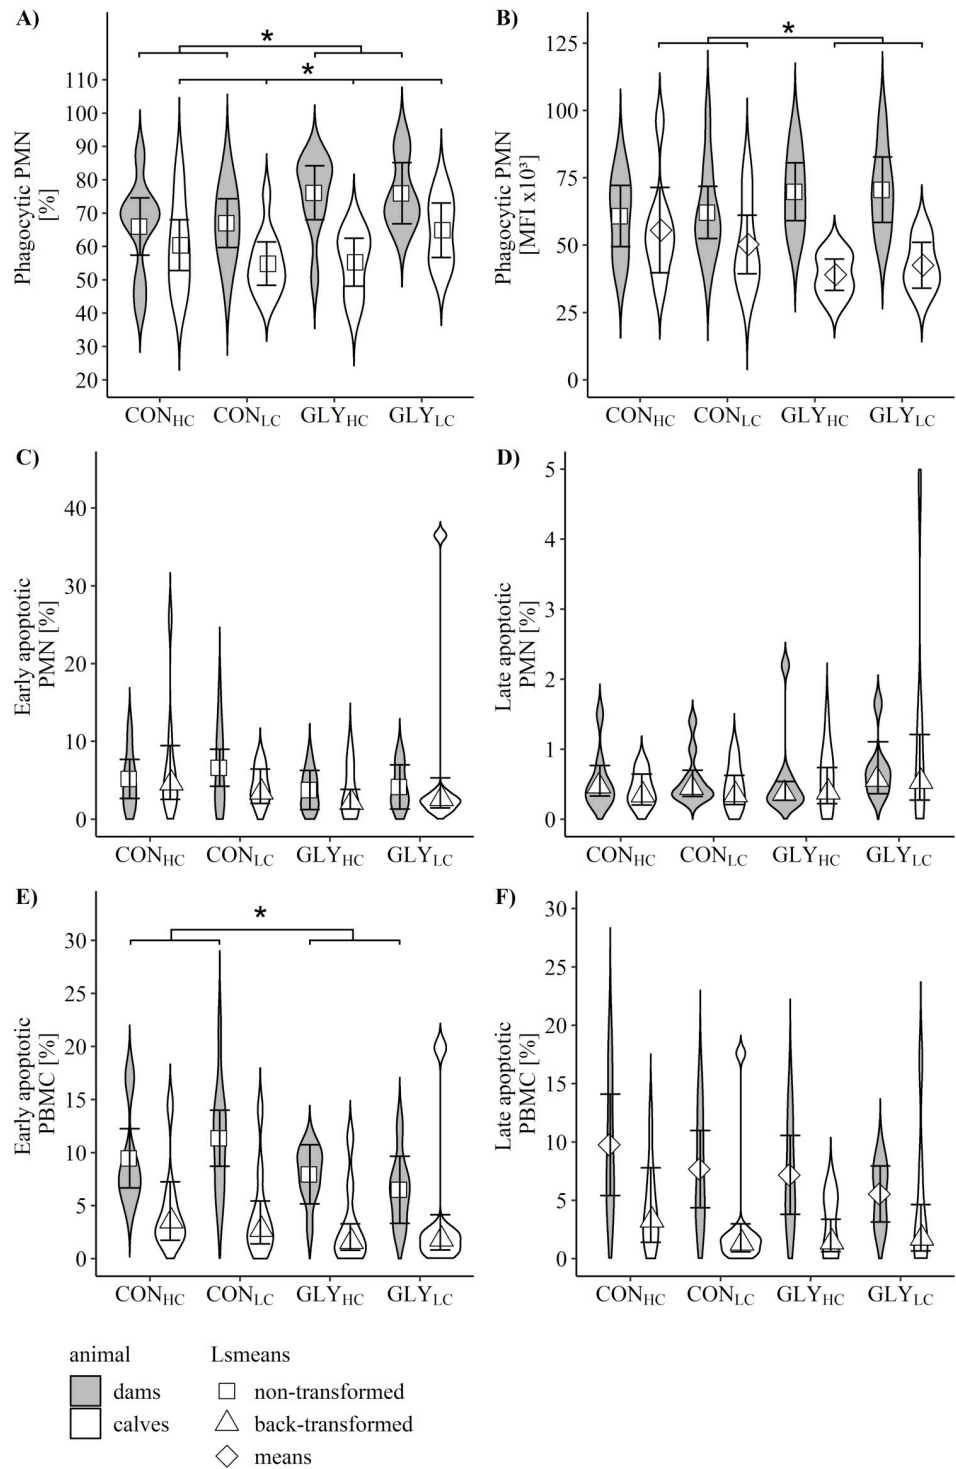 A)
*
*
Phagocytic PMN
[%]
110
100
90
80
70
60
50
40
30
20
CONHC CONLC GLYHC GLYLC
B)
*
Phagocytic PMN
[MFI x10³]
125
100
75
50
25
0
CONHC CONLC GLYHC GLYLC
C)
Early apoptotic
PMN [%]
40
30
20
10
0
CONHC CONLC GLYHC GLYLC
D)
Late apoptotic
PMN [%]
5
4
3
2
1
0
CONHC CONLC GLYHC GLYLC
E)
*
Early apoptotic
PBMC [%]
30
25
20
15
10
5
0
CONHC CONLC GLYHC GLYLC
F)
Late apoptotic
PBMC [%]
30
25
20
15
10
5
0
CONHC CONLC GLYHC GLYLC
animal
dams
calves
Lsmeans
non-transformed
back-transformed
means